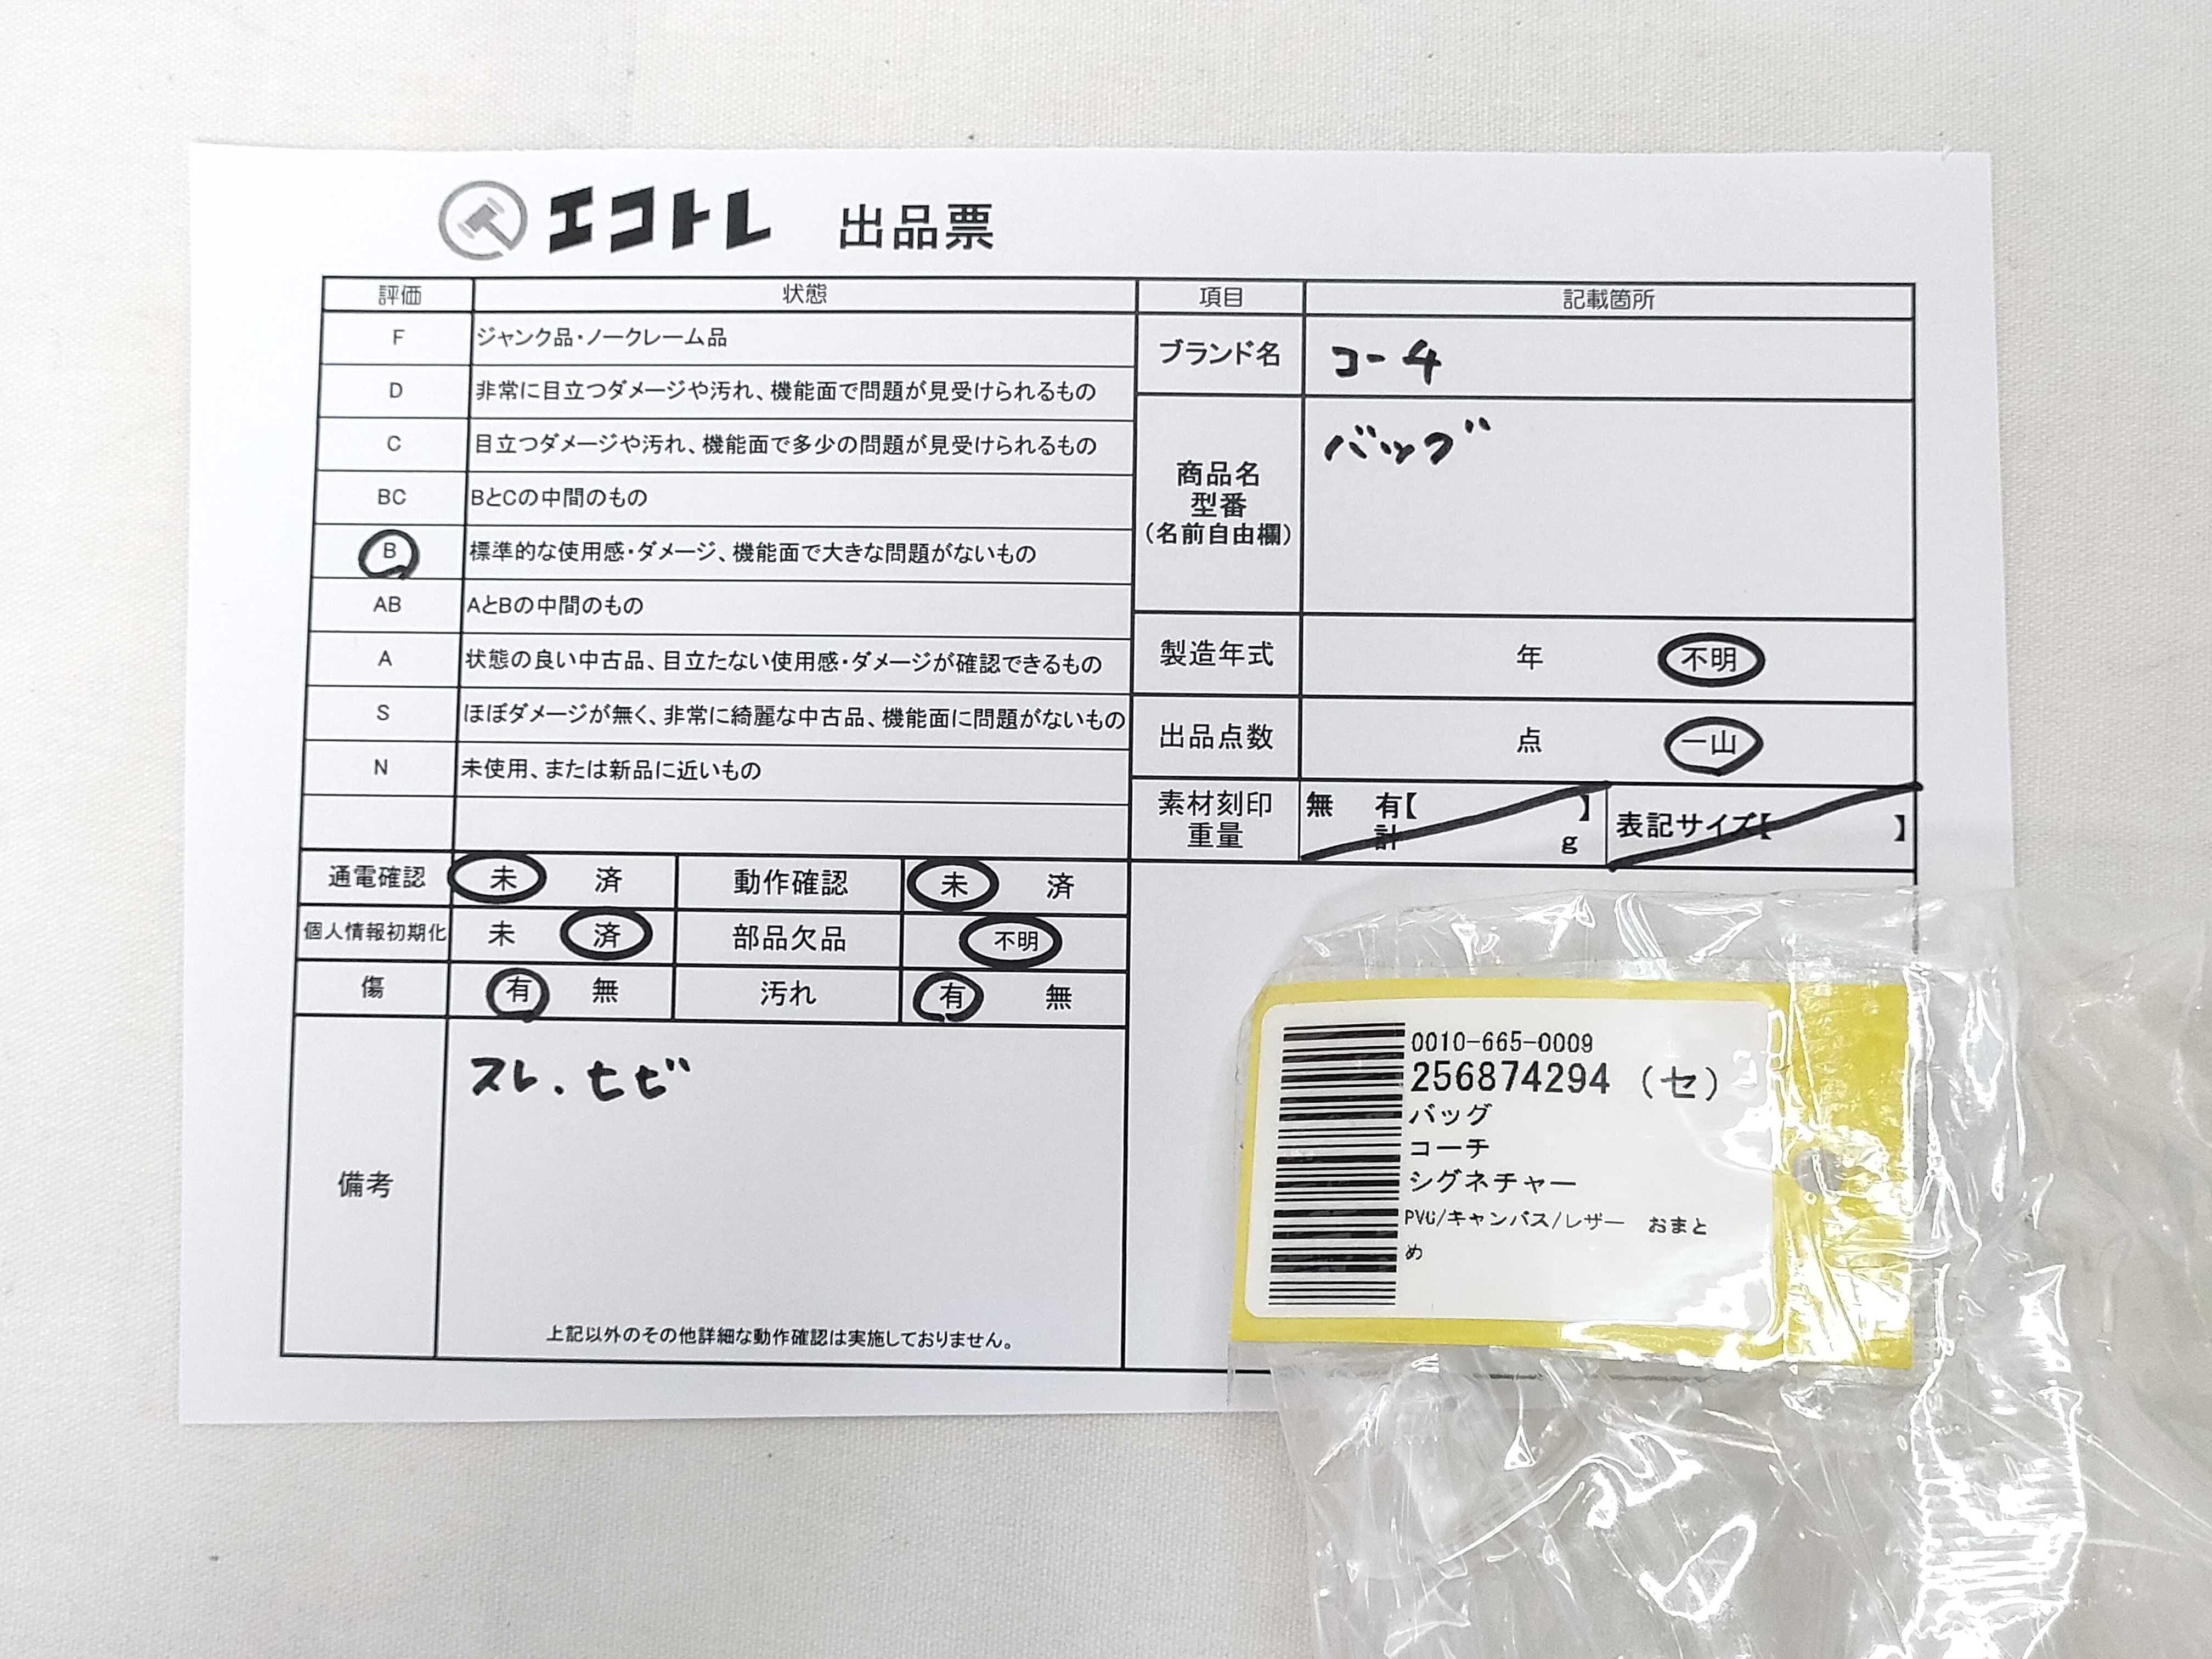 エコトレ 出品票
評価 状態 項目 記載箇所
F ジャンク品・ノークレーム品
D 非常に目立つダメージや汚れ、機能面で問題が見受けられるもの
C 目立つダメージや汚れ、機能面で多少の問題が見受けられるもの
BC BとCの中間のもの
B 標準的な使用感・ダメージ、機能面で大きな問題がないもの
AB AとBの中間のもの
A 状態の良い中古品、目立たない使用感・ダメージが確認できるもの
S ほぼダメージが無く、非常に綺麗な中古品、機能面に問題がないもの
N 未使用、または新品に近いもの
ブランド名 コーチ
商品名
型番
(名前自由欄)
バッグ
製造年式 年 不明
出品点数 点 一山
素材刻印
重量
無 有【 】
計 g
表記サイズ【 】
通電確認 未 済 動作確認 未 済
個人情報初期化 未 済 部品欠品 不明
傷 有 無 汚れ 有 無
備考
スレ、ヒビ
上記以外のその他詳細な動作確認は実施しておりません。
0010-665-0009
256874294 (セ)
バッグ
コーチ
シグネチャー
PVC/キャンバス/レザー おまと
め